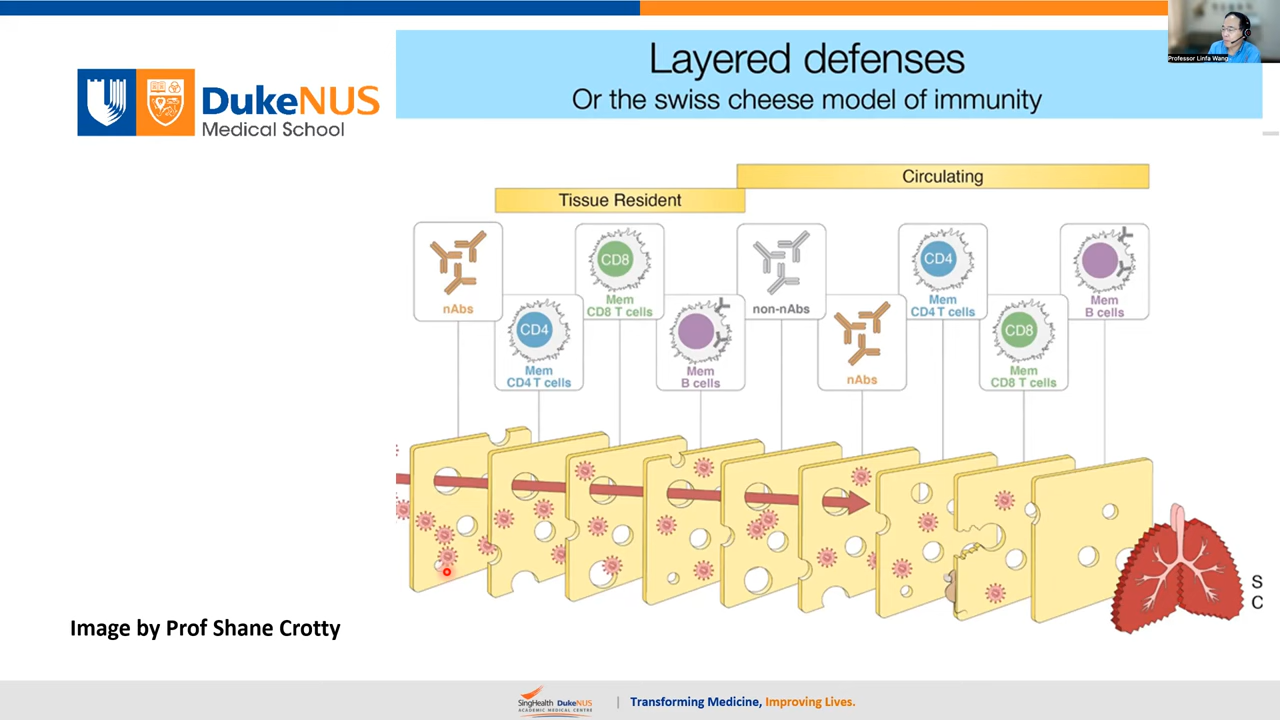 Professor Linfa Wang
Layered defenses
Or the swiss cheese model of immunity
DukeNUS
Medical School
Circulating
Tissue Resident
nAbs
CD4
Mem
CD4 T cells
CD8
Mem
CD8 T cells
Mem
B cells
non-nAbs
nAbs
CD4
Mem
CD4 T cells
CD8
Mem
CD8 T cells
Mem
B cells
S
C
Image by Prof Shane Crotty
SingHealth DukeNUS
ACADEMIC MEDICAL CENTRE
Transforming Medicine, Improving Lives.